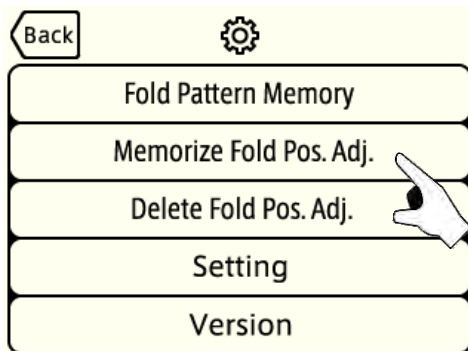 Back
Fold Pattern Memory
Memorize Fold Pos. Adj.
Delete Fold Pos. Adj.
Setting
Version